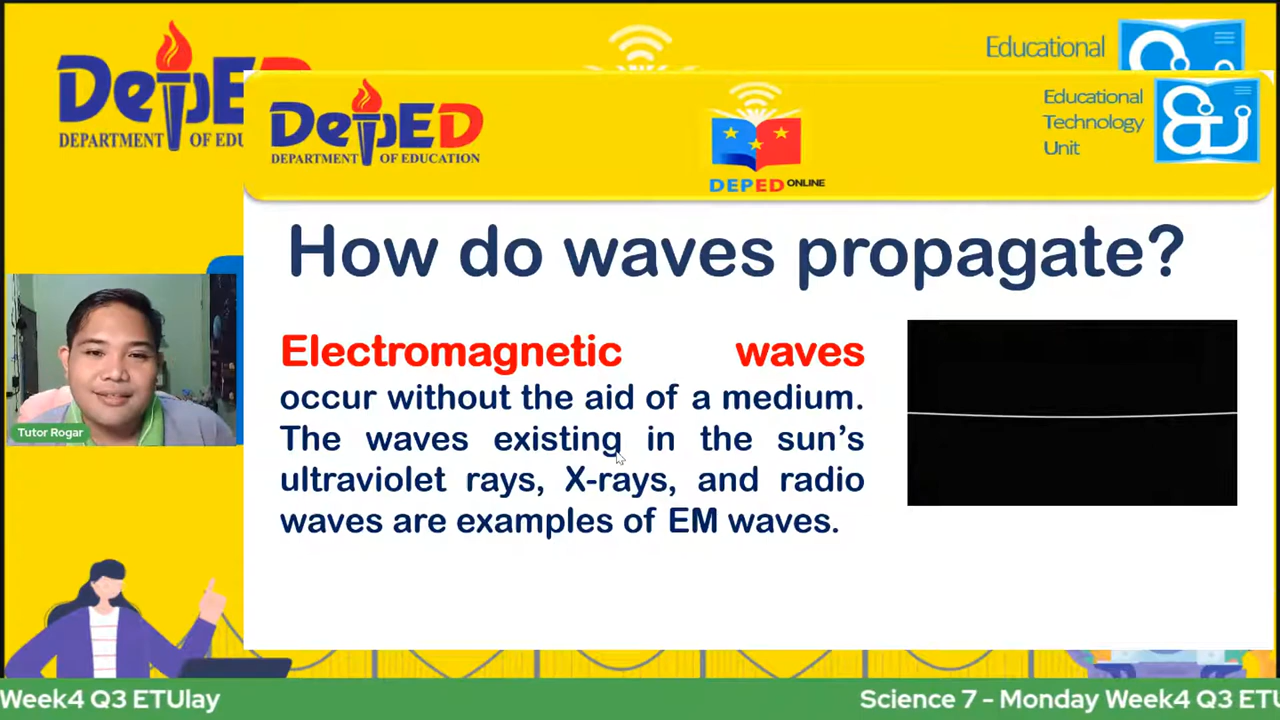 DepED
DEPARTMENT OF EDU
Educational
DepED
DEPARTMENT OF EDUCATION
DEPED ONLINE
Educational
Technology
Unit
How do waves propagate?
Electromagnetic waves
occur without the aid of a medium.
The waves existing in the sun's
ultraviolet rays, X-rays, and radio
waves are examples of EM waves.
Tutor Rogar
Week4 Q3 ETUlay
Science 7 - Monday Week4 Q3 ETU